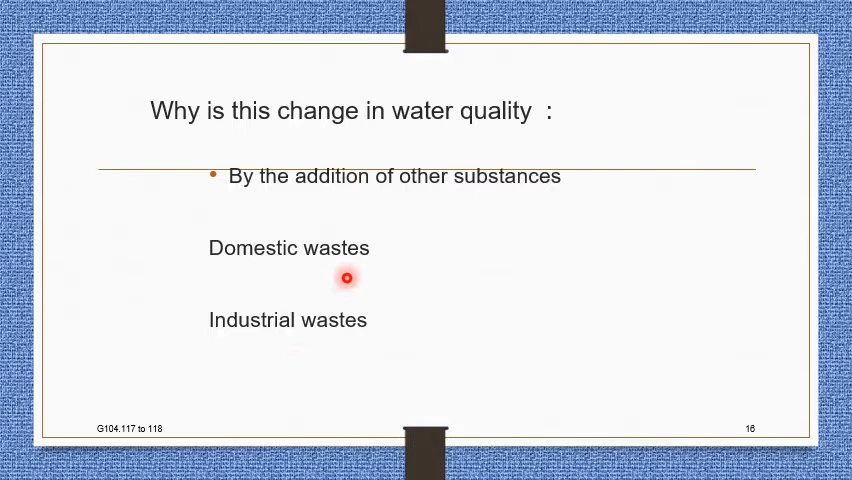 Why is this change in water quality :
• By the addition of other substances
Domestic wastes
Industrial wastes
G104.117 to 118
16